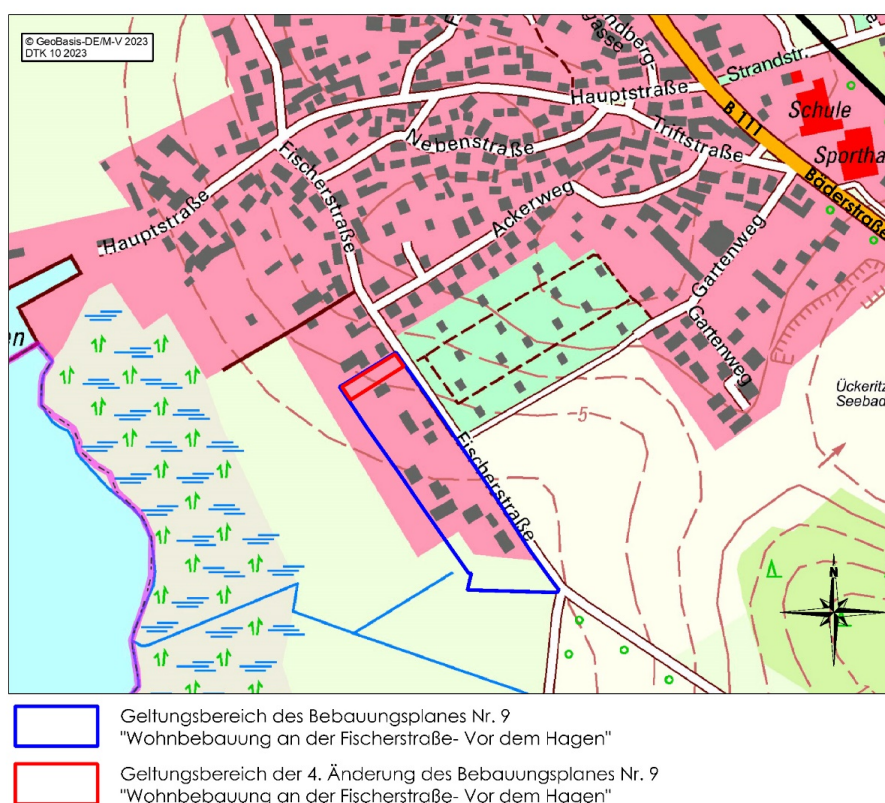 © GeoBasis-DE/M-V 2023
DTK 10 2023
Strandstr.
Hauptstraße
B 111
Schule
Nebenstraße
Triftstraße
Sportha
Fischerstraße
Bäderstraße
Hauptstraße
Ackerweg
Gartenweg
en
Gartenweg
Ückeritz
Seebad
5
Fischerstraße
N
Geltungsbereich des Bebauungsplanes Nr. 9
"Wohnbebauung an der Fischerstraße- Vor dem Hagen"
Geltungsbereich der 4. Änderung des Bebauungsplanes Nr. 9
"Wohnbebauung an der Fischerstraße- Vor dem Hagen"